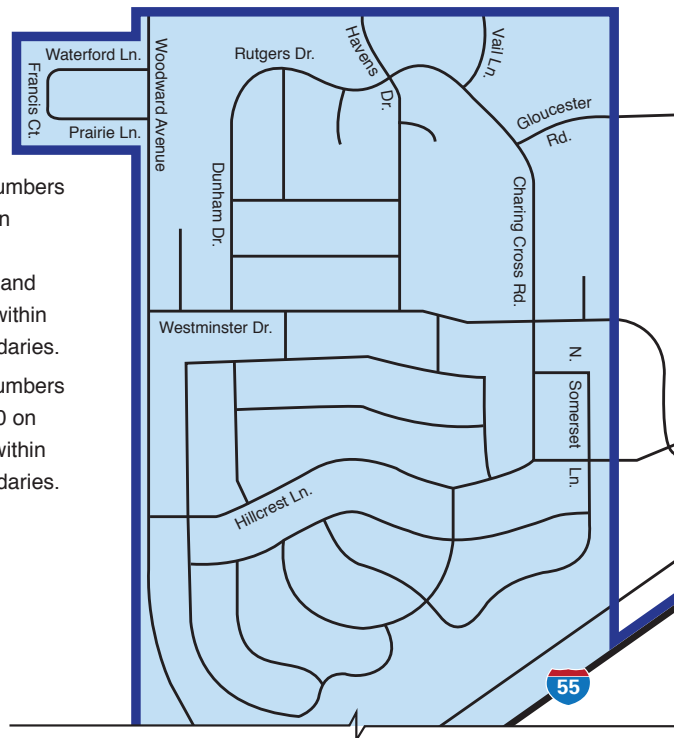 Waterford Ln.
Francis Ct.
Prairie Ln.
Woodward Avenue
Rutgers Dr.
Havens Dr.
Vail Ln.
Gloucester
Rd.
Dunham Dr.
Charing Cross Rd.
umbers
n
and
within
daries.
umbers
0 on
within
daries.
Westminster Dr.
N. Somerset Ln.
Hillcrest Ln.
55